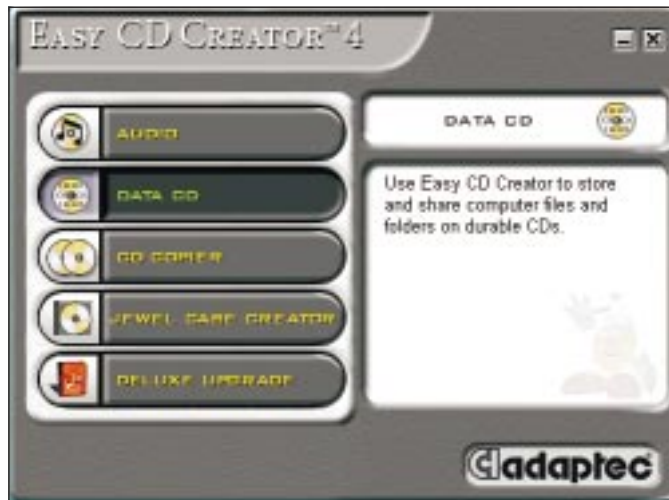 EASY CD CREATOR™ 4
AUDIO
DATA CD
CD COPIER
JEWEL CASE CREATOR
DELUXE UPGRADE
DATA CD
Use Easy CD Creator to store
and share computer files and
folders on durable CDs.
adaptec